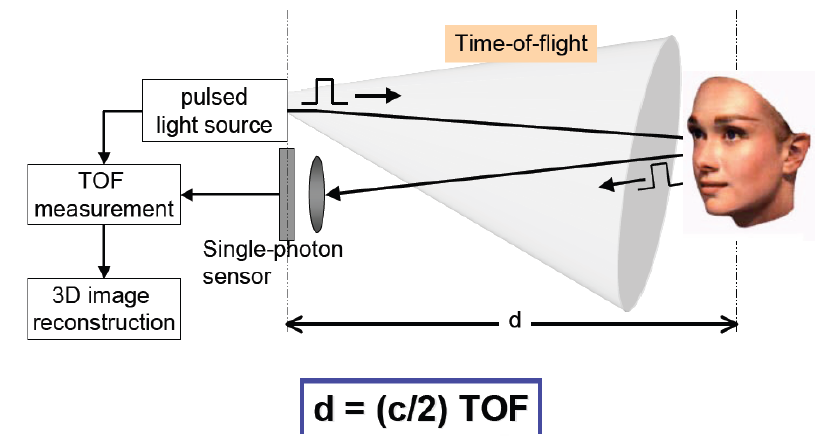 Time-of-flight
pulsed
light source
TOF
measurement
Single-photon
sensor
3D image
reconstruction
d
d = (c/2) TOF